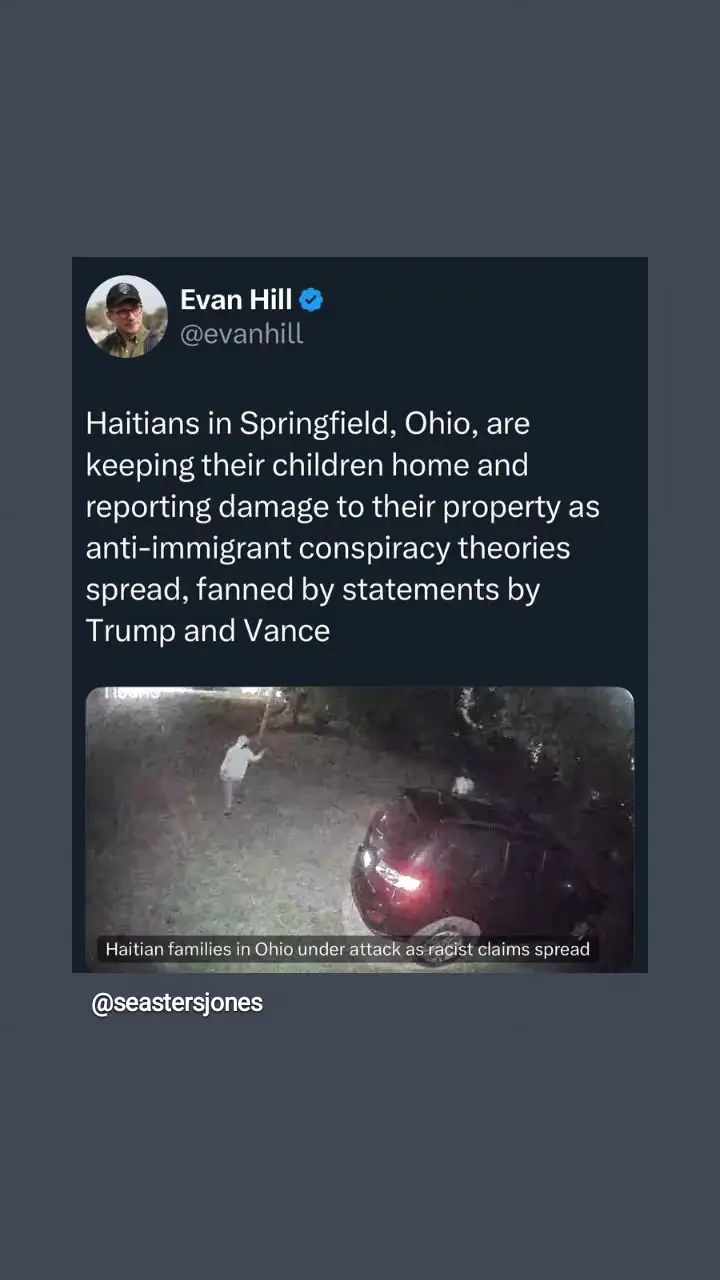 Evan Hill
@evanhill
Haitians in Springfield, Ohio, are
keeping their children home and
reporting damage to their property as
anti-immigrant conspiracy theories
spread, fanned by statements by
Trump and Vance
Haitian families in Ohio under attack as racist claims spread
@seastersjones